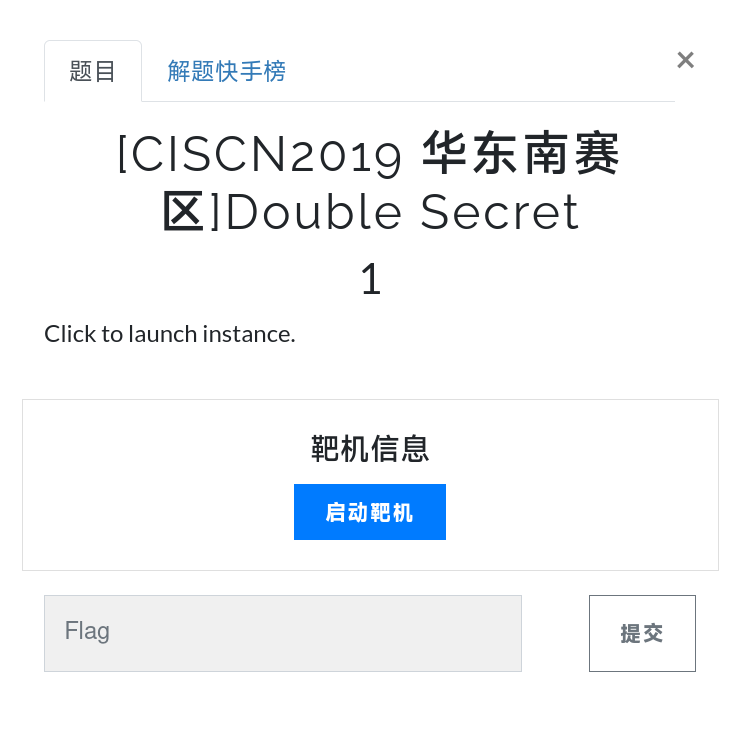 题目
解题快手榜
×
[CISCN2019 华东南赛
区]Double Secret
1
Click to launch instance.
靶机信息
启动靶机
Flag
提交